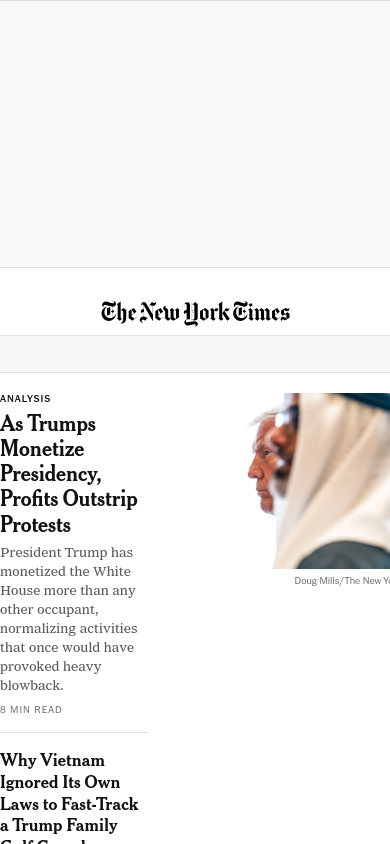 The New York Times
ANALYSIS
As Trumps
Monetize
Presidency,
Profits Outstrip
Protests
President Trump has
monetized the White
House more than any
other occupant,
normalizing activities
that once would have
provoked heavy
blowback.
8 MIN READ
Doug Mills/The New Yo
Why Vietnam
Ignored Its Own
Laws to Fast-Track
a Trump Family